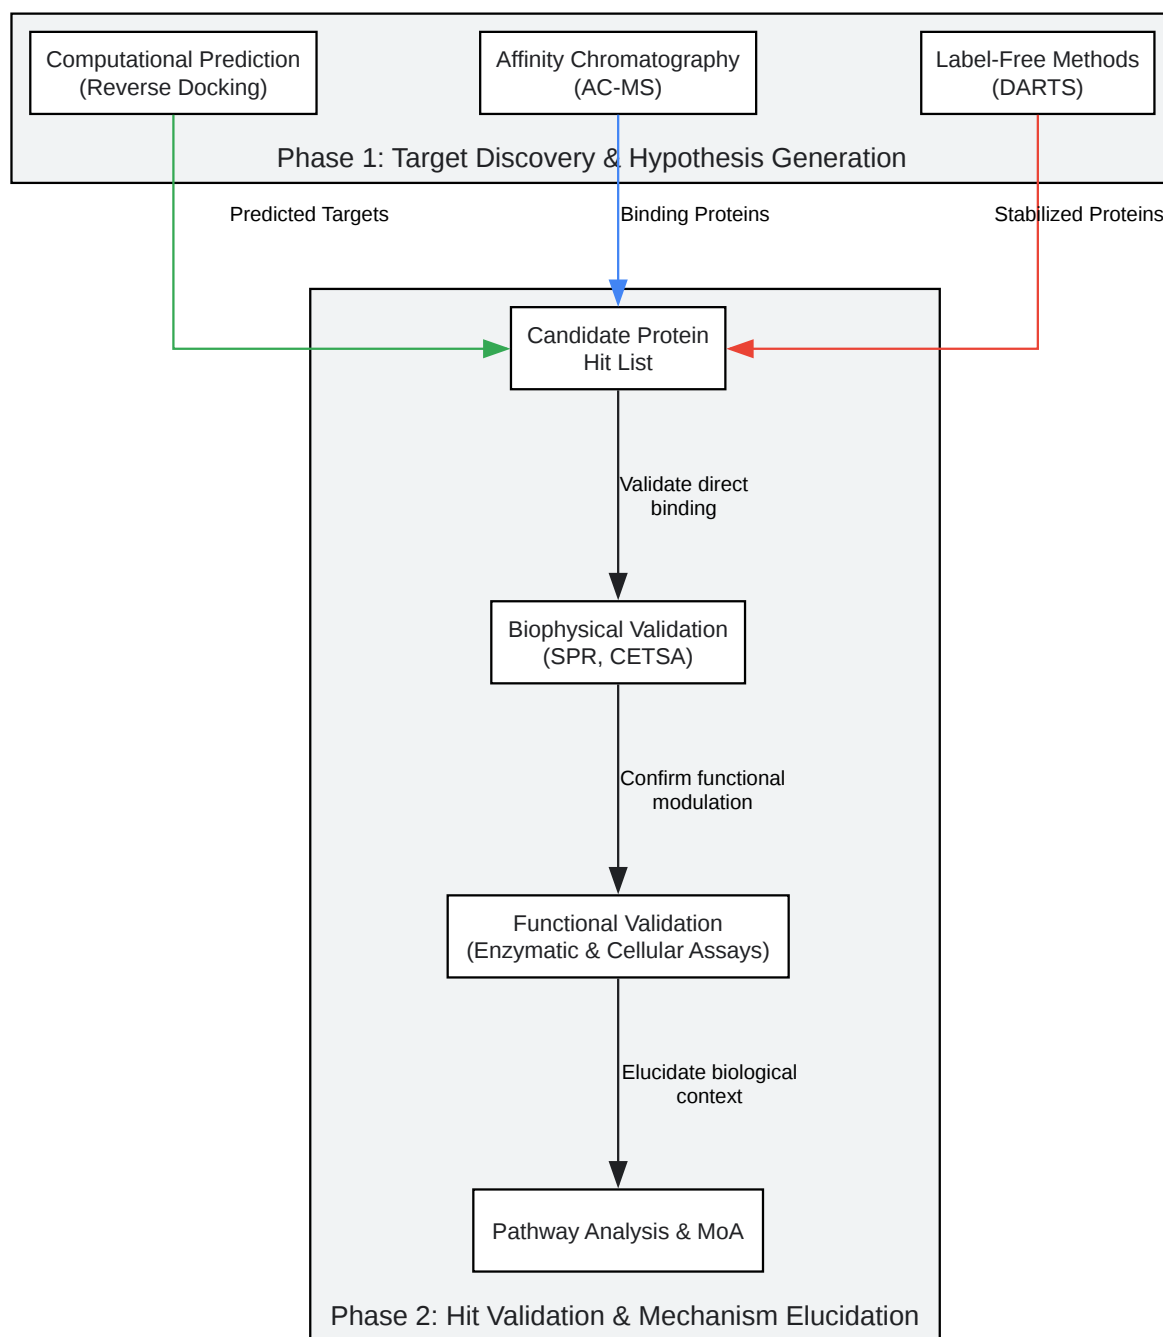 Computational Prediction
(Reverse Docking)
Affinity Chromatography
(AC-MS)
Label-Free Methods
(DARTS)
Phase 1: Target Discovery & Hypothesis Generation
Predicted Targets
Binding Proteins
Stabilized Proteins
Candidate Protein
Hit List
Validate direct
binding
Biophysical Validation
(SPR, CETSA)
Confirm functional
modulation
Functional Validation
(Enzymatic & Cellular Assays)
Elucidate biological
context
Pathway Analysis & MoA
Phase 2: Hit Validation & Mechanism Elucidation